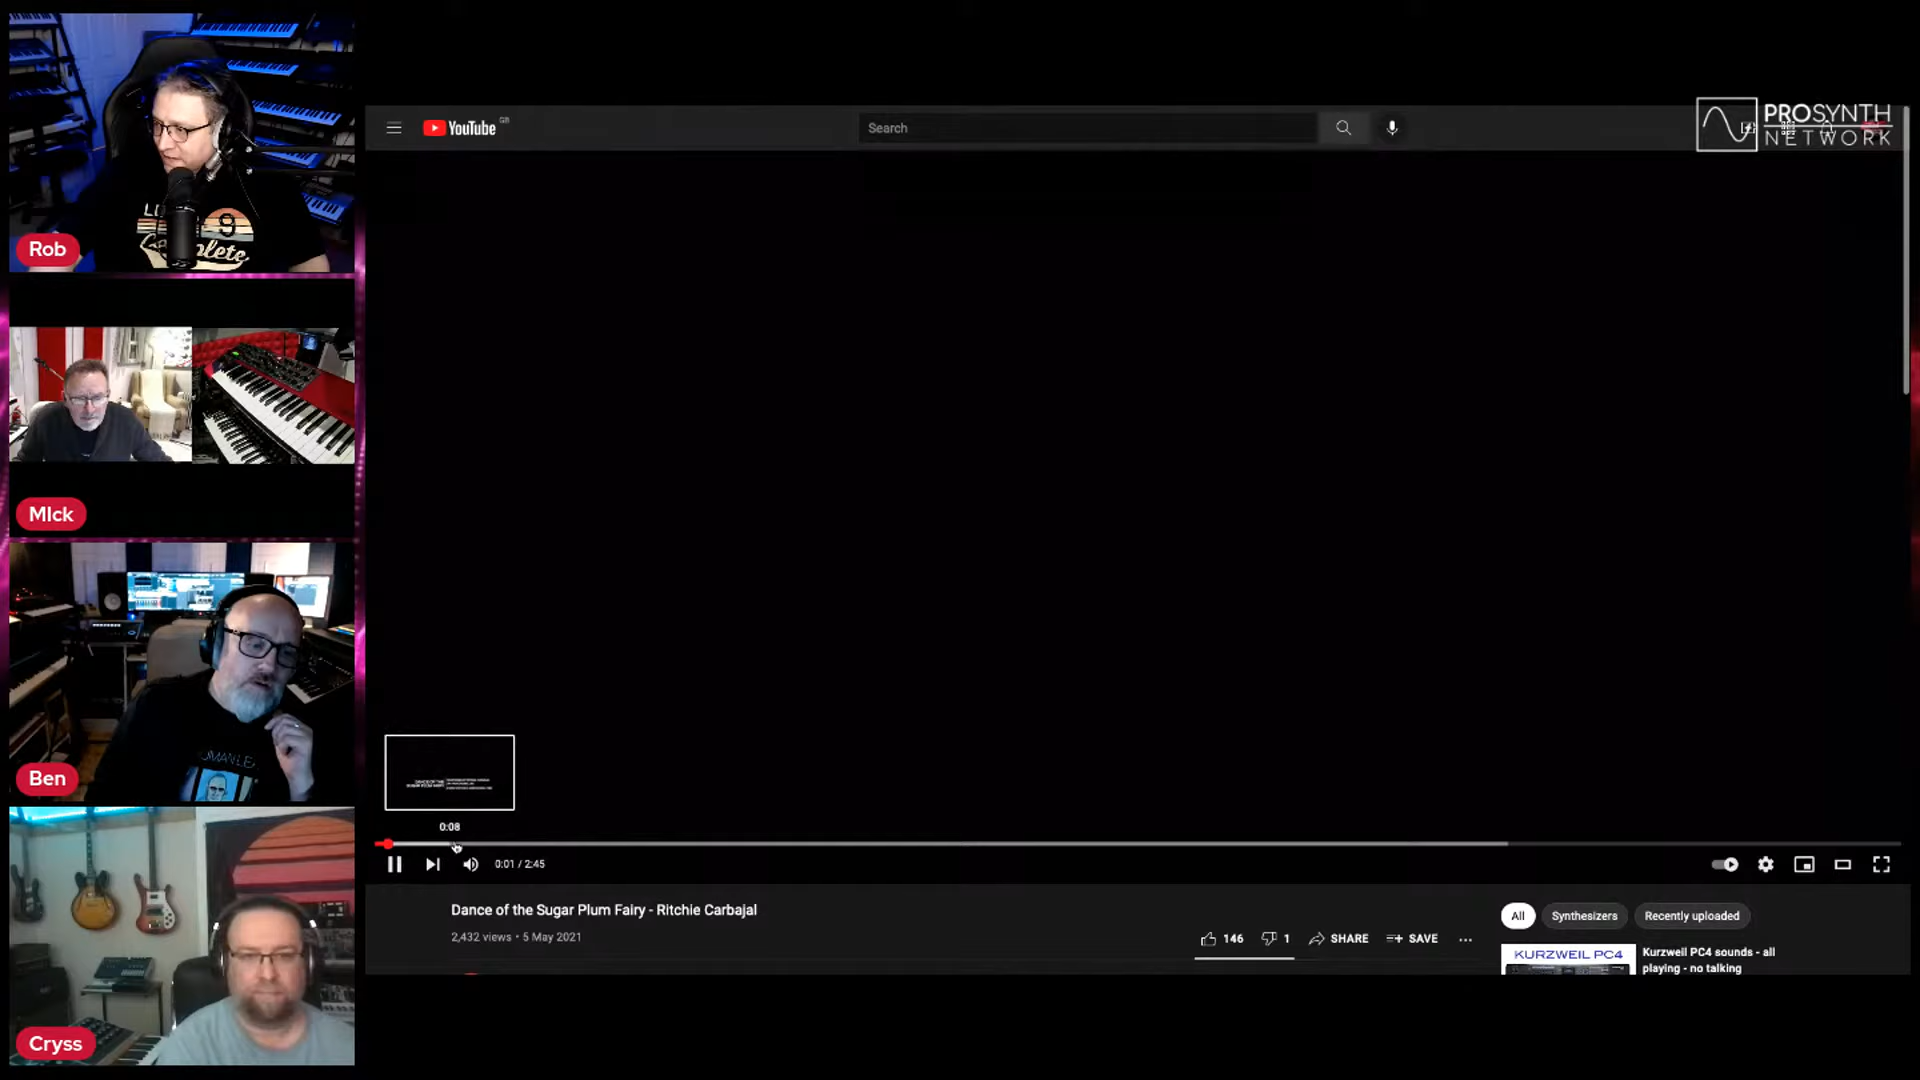 Rob
MIck
Ben
Cryss
9
YouTube GB
Search
PROSYNTH
NETWORK
0:08
0:01 / 2:45
Dance of the Sugar Plum Fairy - Ritchie Carbajal
2,432 views • 5 May 2021
146
1
SHARE
SAVE
All
Synthesizers
Recently uploaded
KURZWEIL PC4
Kurzweil PC4 sounds - all
playing - no talking